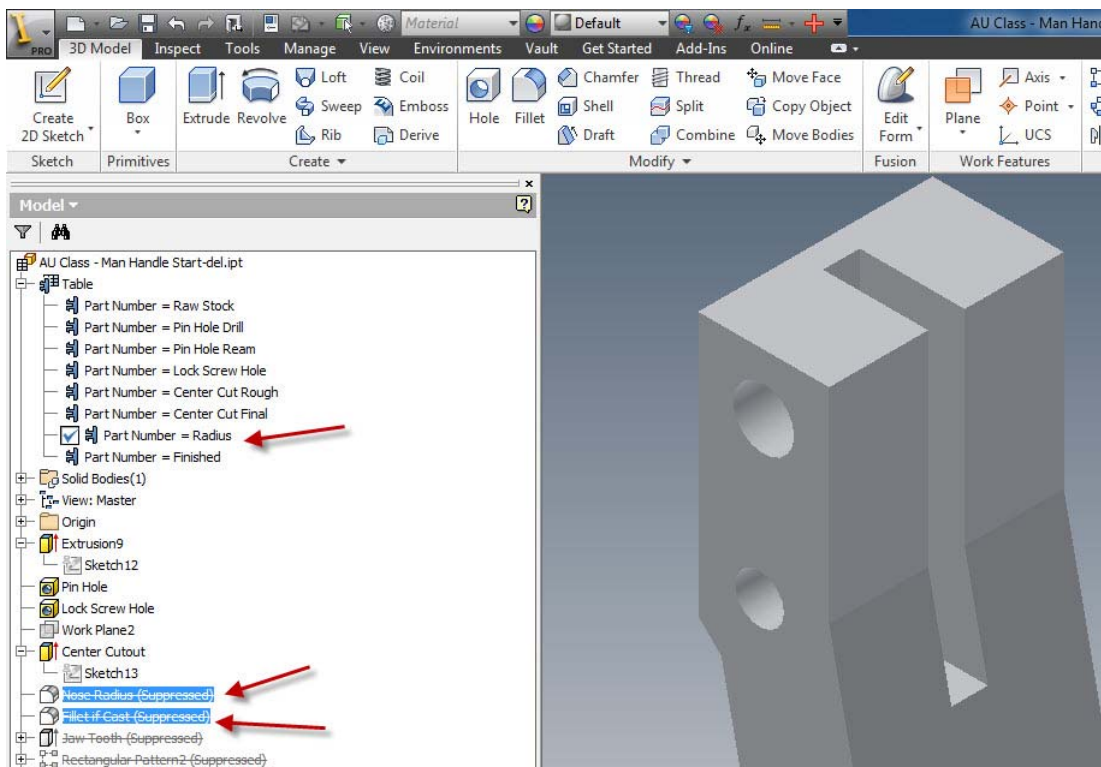 Material Default fx AU Class - Man Hand
PRO 3D Model Inspect Tools Manage View Environments Vault Get Started Add-Ins Online
Loft Coil Chamfer Thread Move Face Axis
Create 2D Sketch Box Extrude Revolve Sweep Emboss Hole Fillet Shell Split Copy Object Edit Form Plane Point
Rib Derive Draft Combine Move Bodies UCS
Sketch Primitives Create Modify Fusion Work Features
Model
AU Class - Man Handle Start-del.ipt
Table
Part Number = Raw Stock
Part Number = Pin Hole Drill
Part Number = Pin Hole Ream
Part Number = Lock Screw Hole
Part Number = Center Cut Rough
Part Number = Center Cut Final
Part Number = Radius
Part Number = Finished
Solid Bodies(1)
View: Master
Origin
Extrusion9
Sketch12
Pin Hole
Lock Screw Hole
Work Plane2
Center Cutout
Sketch13
Nose Radius (Suppressed)
Fillet if Cast (Suppressed)
Jaw Tooth (Suppressed)
Rectangular Pattern2 (Suppressed)